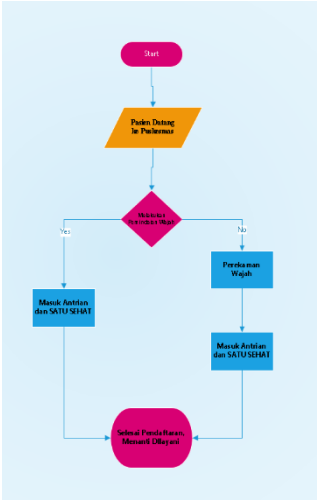 Start
Pasien Datang
ke Puskesmas
Melakukan
Pemindaian Wajah
Yes
No
Perekaman
Wajah
Masuk Antrian
dan SATU SEHAT
Masuk Antrian
dan SATU SEHAT
Selesai Pendaftaran,
Menanti Dilayani